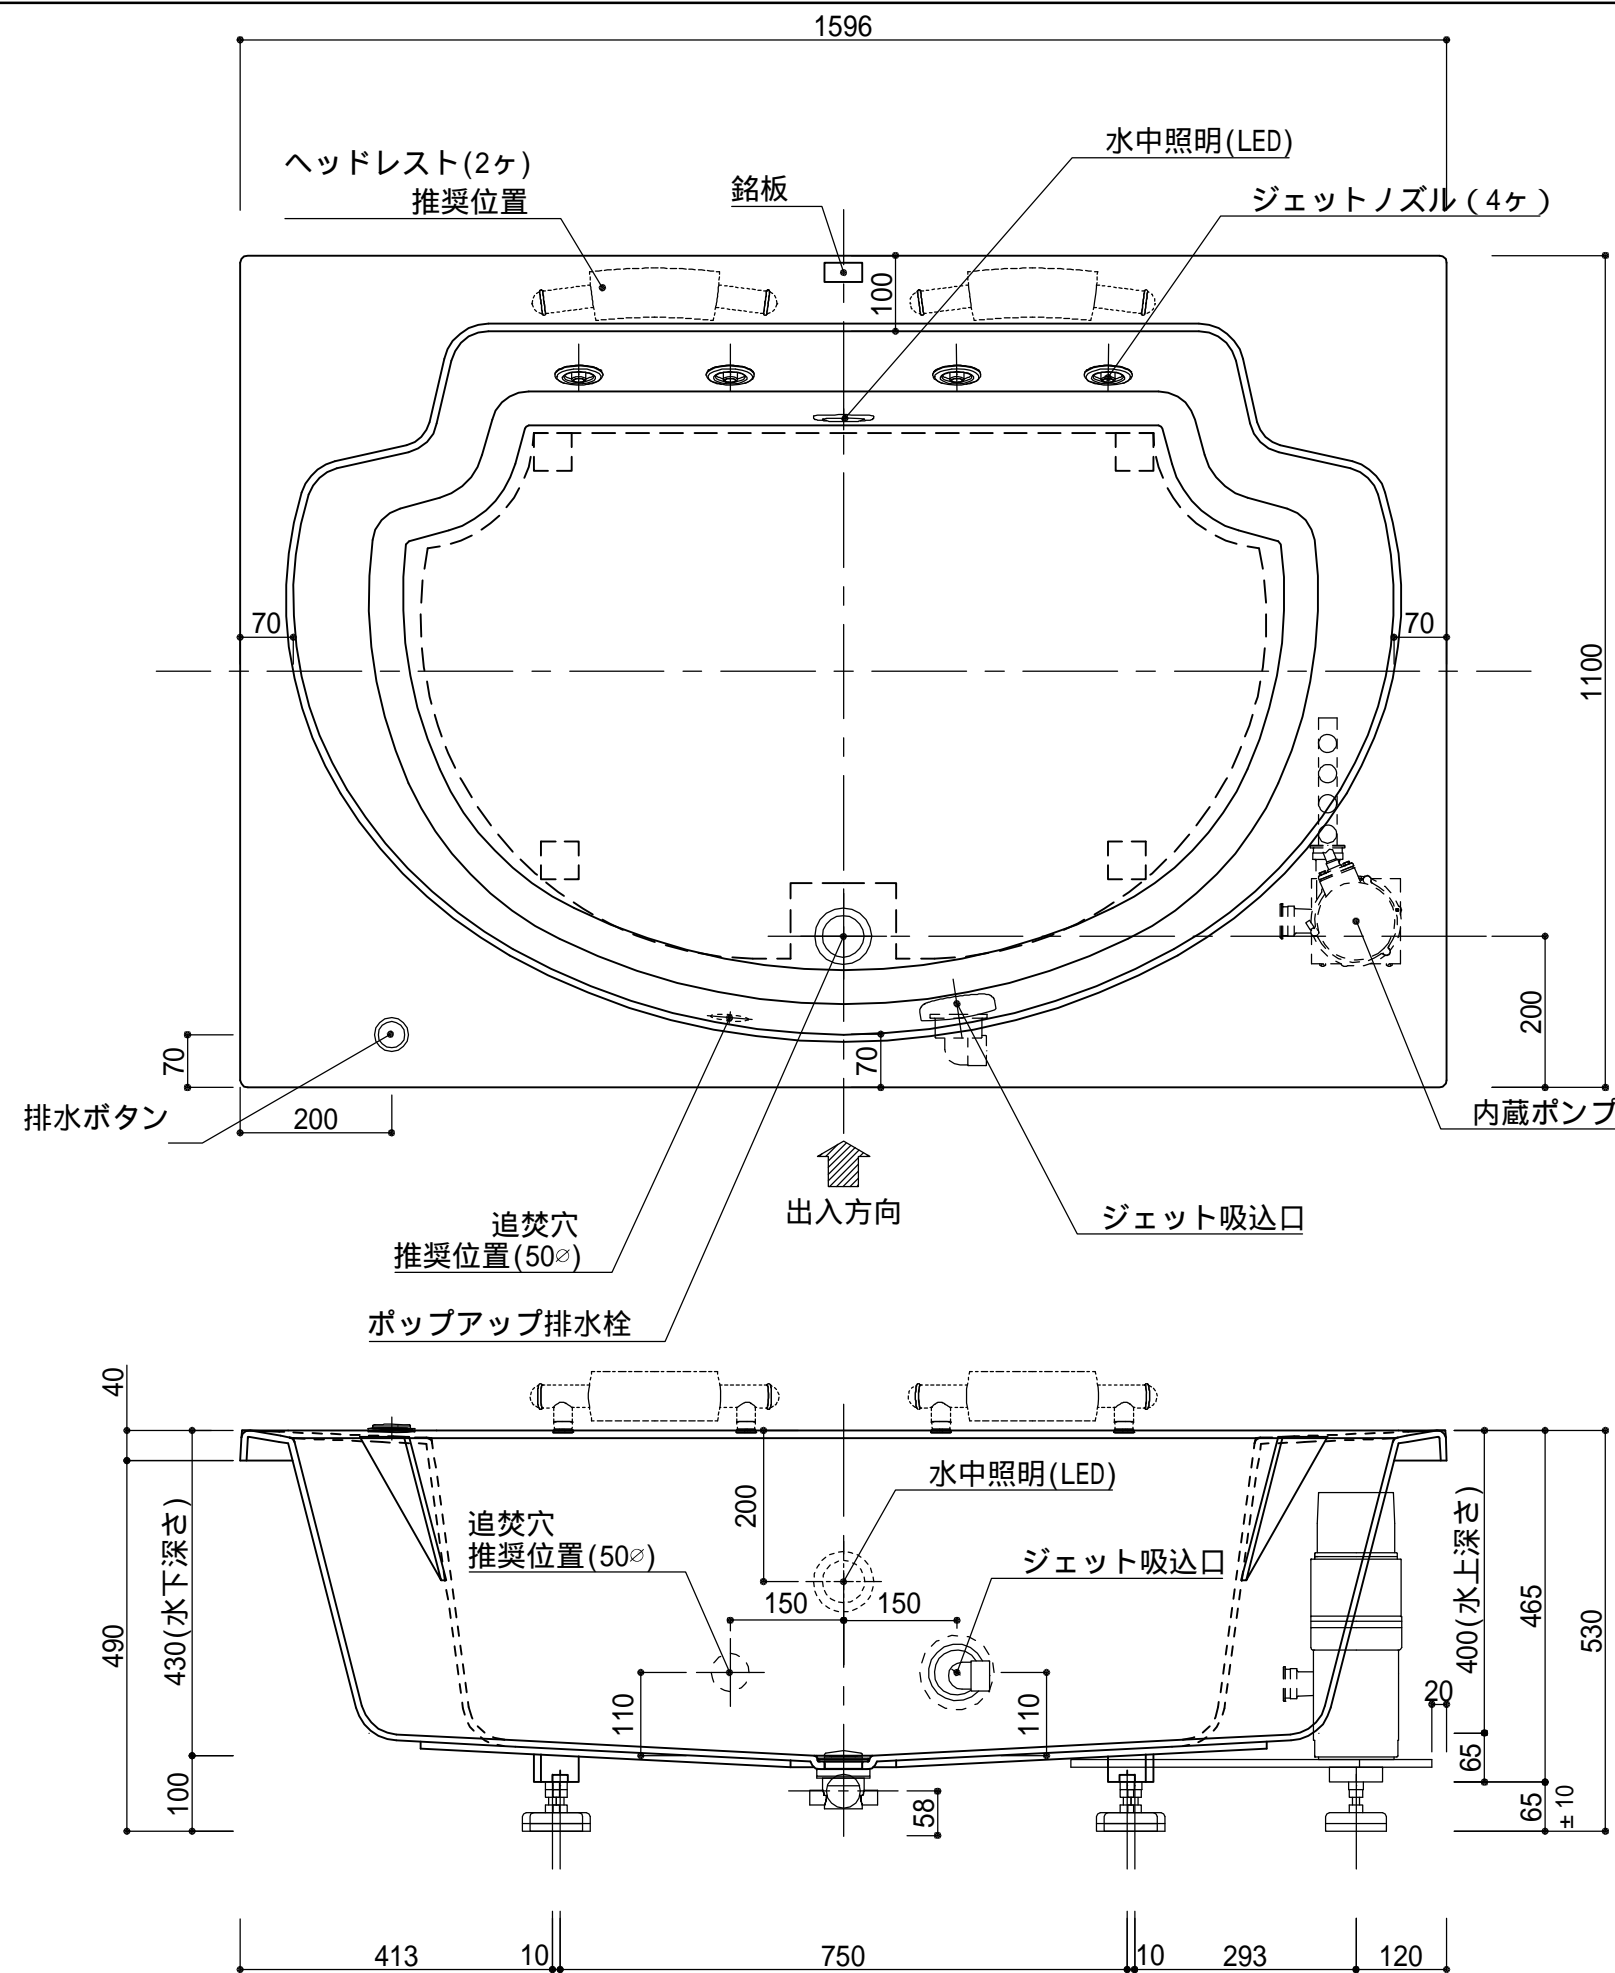 1596
水中照明(LED)
ヘッドレスト(2ヶ)
推奨位置
銘板
ジェットノズル（4ヶ）
100
70
70
1100
200
70
70
排水ボタン
200
内蔵ポンプ
出入方向
追焚穴
推奨位置(50∅)
ジェット吸込口
ポップアップ排水栓
40
水中照明(LED)
200
追焚穴
推奨位置(50∅)
ジェット吸込口
150
150
490
430(水下深さ)
400(水上深さ)
465
530
110
110
20
65
100
58
65
±10
413
10
750
10
293
120